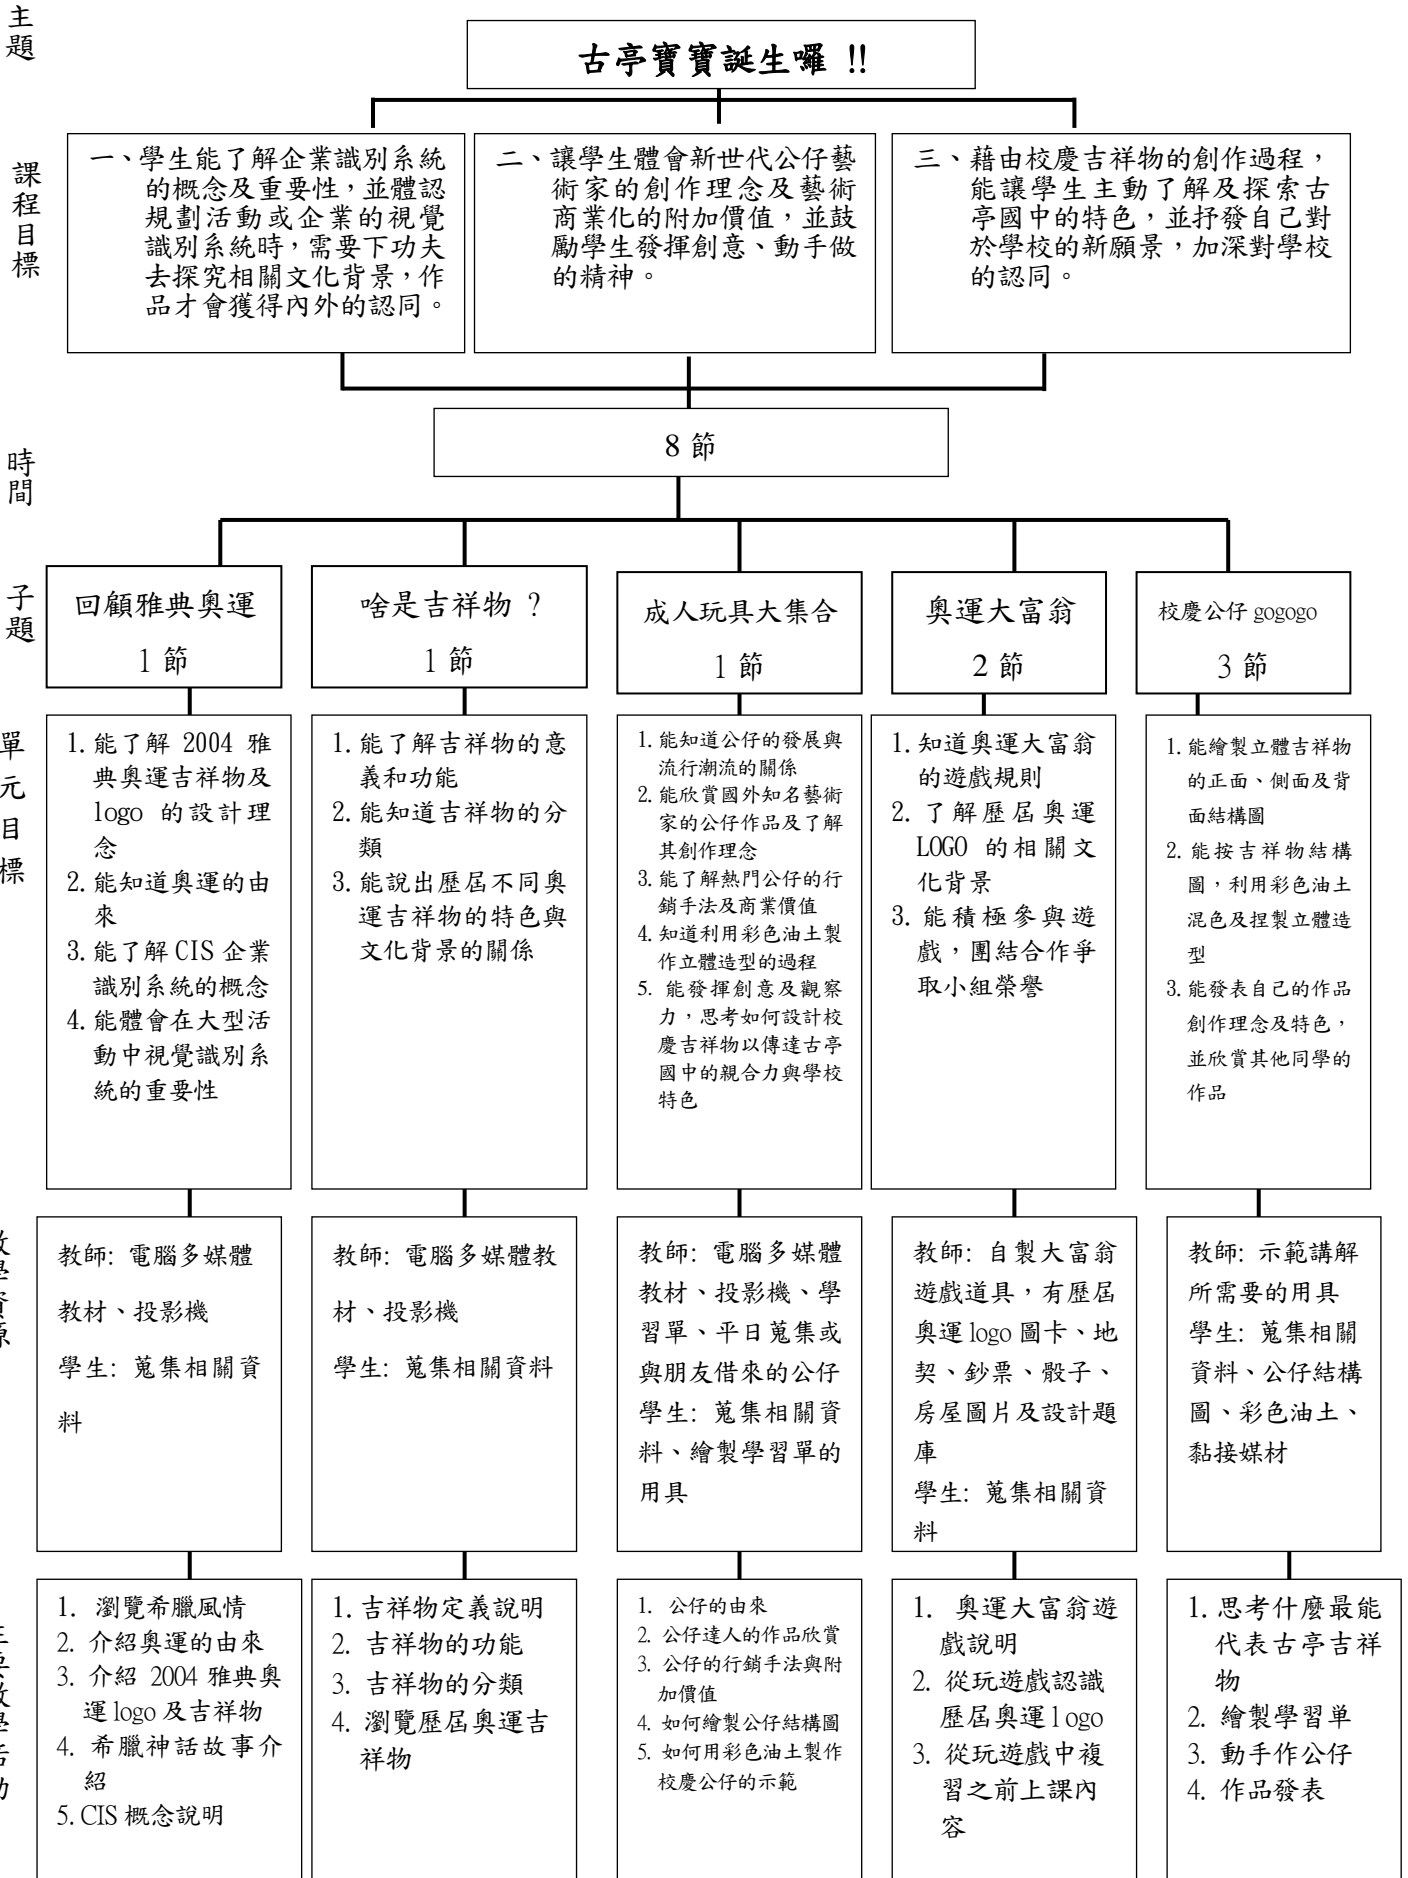 主題
古亭寶寶誕生囉 !!
課程目標
一、學生能了解企業識別系統
的概念及重要性，並體認
規劃活動或企業的視覺
識別系統時，需要下功夫
去探究相關文化背景，作
品才會獲得內外的認同。
二、讓學生體會新世代公仔藝
術家的創作理念及藝術
商業化的附加價值，並鼓
勵學生發揮創意、動手做
的精神。
三、藉由校慶吉祥物的創作過程，
能讓學生主動了解及探索古
亭國中的特色，並抒發自己對
於學校的新願景，加深對學校
的認同。
時間
8 節
子題
回顧雅典奧運
1 節
啥是吉祥物 ?
1 節
成人玩具大集合
1 節
奧運大富翁
2 節
校慶公仔 gogogo
3 節
單元目標
1. 能了解 2004 雅
典奧運吉祥物及
logo 的設計理
念
2. 能知道奧運的由
來
3. 能了解 CIS 企業
識別系統的概念
4. 能體會在大型活
動中視覺識別系
統的重要性
1. 能了解吉祥物的意
義和功能
2. 能知道吉祥物的分
類
3. 能說出歷屆不同奧
運吉祥物的特色與
文化背景的關係
1. 能知道公仔的發展與
流行潮流的關係
2. 能欣賞國外知名藝術
家的公仔作品及了解
其創作理念
3. 能了解熱門公仔的行
銷手法及商業價值
4. 知道利用彩色油土製
作立體造型的過程
5. 能發揮創意及觀察
力，思考如何設計校
慶吉祥物以傳達古亭
國中的親合力與學校
特色
1. 知道奧運大富翁
的遊戲規則
2. 了解歷屆奧運
LOGO 的相關文
化背景
3. 能積極參與遊
戲，團結合作爭
取小組榮譽
1. 能繪製立體吉祥物
的正面、側面及背
面結構圖
2. 能按吉祥物結構
圖，利用彩色油土
混色及捏製立體造
型
3. 能發表自己的作品
創作理念及特色，
並欣賞其他同學的
作品
教學資源
教師: 電腦多媒體
教材、投影機
學生: 蒐集相關資
料
教師: 電腦多媒體教
材、投影機
學生: 蒐集相關資料
教師: 電腦多媒體
教材、投影機、學
習單、平日蒐集或
與朋友借來的公仔
學生: 蒐集相關資
料、繪製學習單的
用具
教師: 自製大富翁
遊戲道具，有歷屆
奧運 logo 圖卡、地
契、鈔票、骰子、
房屋圖片及設計題
庫
學生: 蒐集相關資
料
教師: 示範講解
所需要的用具
學生: 蒐集相關
資料、公仔結構
圖、彩色油土、
黏接媒材
主要教學活動
1. 瀏覽希臘風情
2. 介紹奧運的由來
3. 介紹 2004 雅典奧
運 logo 及吉祥物
4. 希臘神話故事介
紹
5. CIS 概念說明
1. 吉祥物定義說明
2. 吉祥物的功能
3. 吉祥物的分類
4. 瀏覽歷屆奧運吉
祥物
1. 公仔的由來
2. 公仔達人的作品欣賞
3. 公仔的行銷手法與附
加價值
4. 如何繪製公仔結構圖
5. 如何用彩色油土製作
校慶公仔的示範
1. 奧運大富翁遊
戲說明
2. 從玩遊戲認識
歷屆奧運 logo
3. 從玩遊戲中複
習之前上課內
容
1. 思考什麼最能
代表古亭吉祥
物
2. 繪製學習單
3. 動手作公仔
4. 作品發表